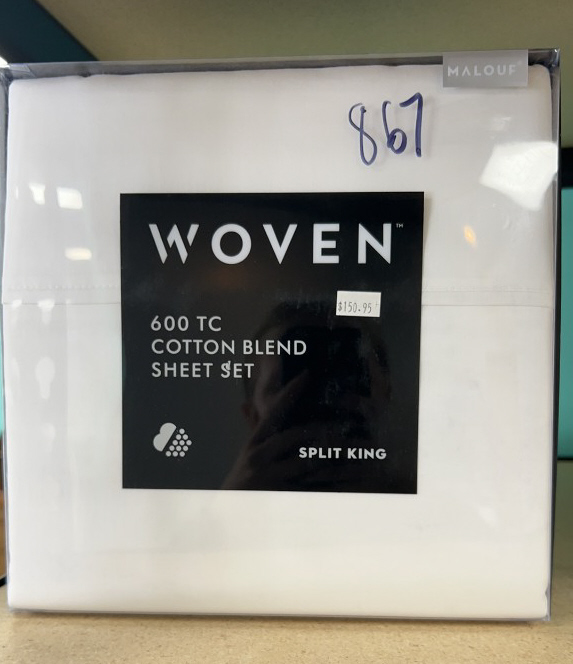 MALOUF
867
WOVEN™
$150.95
600 TC
COTTON BLEND
SHEET SET
SPLIT KING